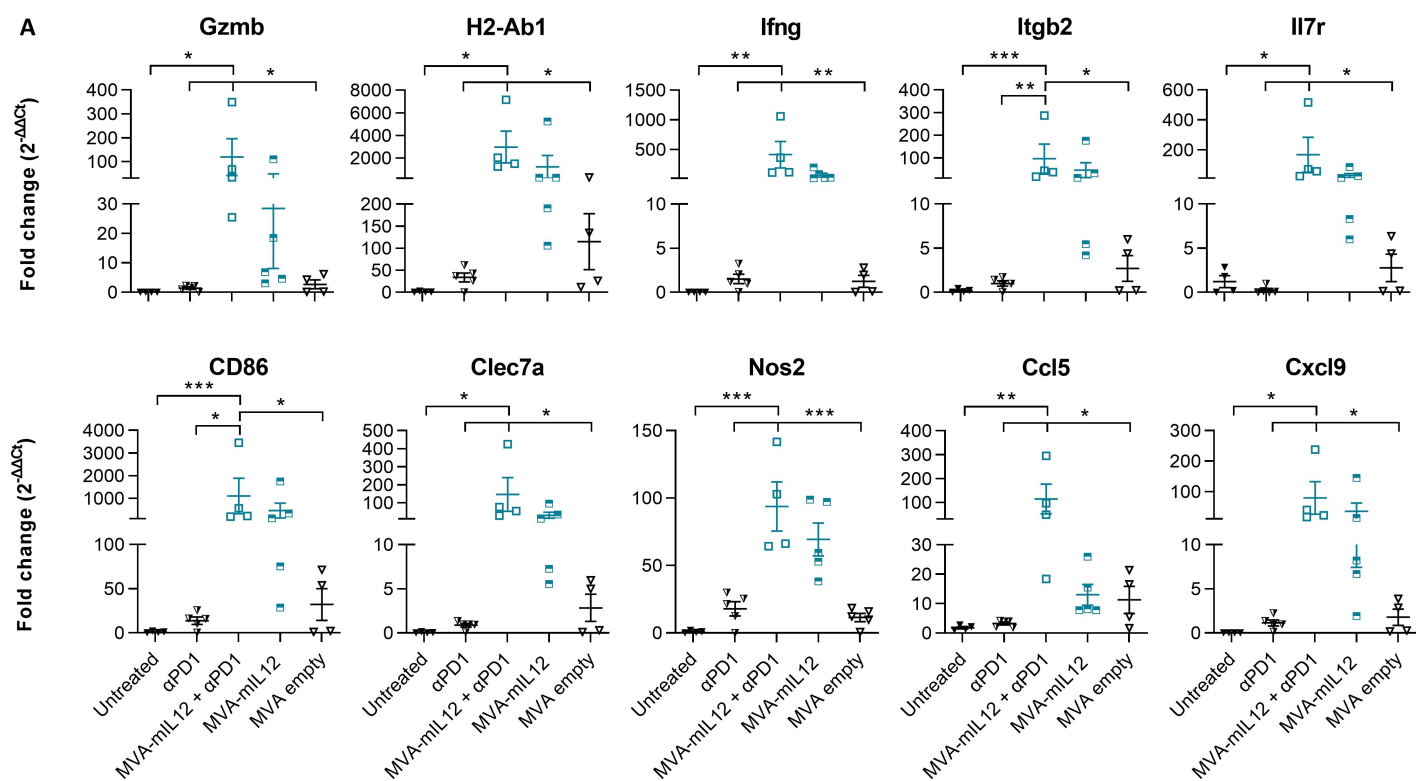 A
Gzmb H2-Ab1 Ifng Itgb2 Il7r
* * * * ** ** *** ** * * *
Fold change (2-ΔΔCt)
400 300 200 100 30 20 10 0
8000 6000 4000 2000 200 150 100 50 0
1500 1000 500 10 5 0
400 300 200 100 10 5 0
600 400 200 10 5 0
CD86 Clec7a Nos2 Ccl5 Cxcl9
*** * * * * *** *** ** * * *
Fold change (2-ΔΔCt)
4000 3000 2000 1000 100 50 0
500 400 300 200 100 10 5 0
150 100 50 0
400 300 200 100 30 20 10 0
300 200 100 10 5 0
Untreated αPD1 MVA-mIL12 + αPD1 MVA-mIL12 MVA empty
Untreated αPD1 MVA-mIL12 + αPD1 MVA-mIL12 MVA empty
Untreated αPD1 MVA-mIL12 + αPD1 MVA-mIL12 MVA empty
Untreated αPD1 MVA-mIL12 + αPD1 MVA-mIL12 MVA empty
Untreated αPD1 MVA-mIL12 + αPD1 MVA-mIL12 MVA empty